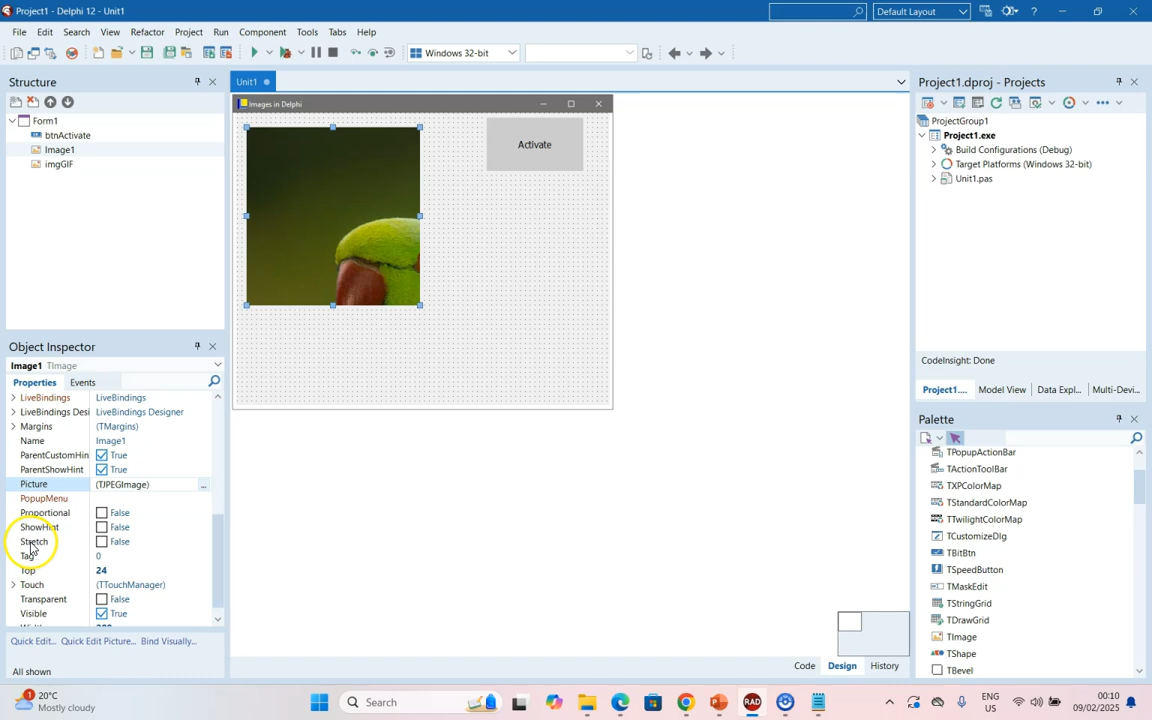 Project1 - Delphi 12 - Unit1
Default Layout
?
File Edit Search View Refactor Project Run Component Tools Tabs Help
Windows 32-bit
Structure
Form1
btnActivate
Image1
imgGIF
Unit1
Images in Delphi
Activate
Project1.dproj - Projects
ProjectGroup1
Project1.exe
Build Configurations (Debug)
Target Platforms (Windows 32-bit)
Unit1.pas
CodeInsight: Done
Project1.... Model View Data Expl... Multi-Devi...
Object Inspector
Image1 TImage
Properties Events
LiveBindings LiveBindings
LiveBindings Desi LiveBindings Designer
Margins (TMargins)
Name Image1
ParentCustomHin True
ParentShowHint True
Picture (TJPEGImage) ...
PopupMenu
Proportional False
ShowHint False
Stretch False
Tag 0
Top 24
Touch (TTouchManager)
Transparent False
Visible True
Quick Edit... Quick Edit Picture... Bind Visually...
All shown
Palette
TPopupActionBar
TActionToolBar
TXPColorMap
TStandardColorMap
TTwilightColorMap
TCustomizeDlg
TBitBtn
TSpeedButton
TMaskEdit
TStringGrid
TDrawGrid
TImage
TShape
TBevel
Code Design History
1
20°C
Mostly cloudy
Search
RAD
ENG
US
00:10
09/02/2025